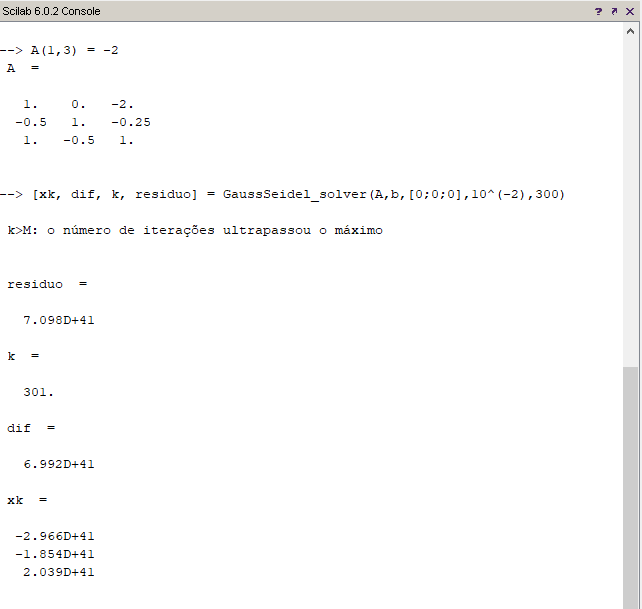 Scilab 6.0.2 Console
--> A(1,3) = -2
A =
1. 0. -2.
-0.5 1. -0.25
1. -0.5 1.
--> [xk, dif, k, residuo] = GaussSeidel_solver(A,b,[0;0;0],10^(-2),300)
k>M: o número de iterações ultrapassou o máximo
residuo =
7.098D+41
k =
301.
dif =
6.992D+41
xk =
-2.966D+41
-1.854D+41
2.039D+41